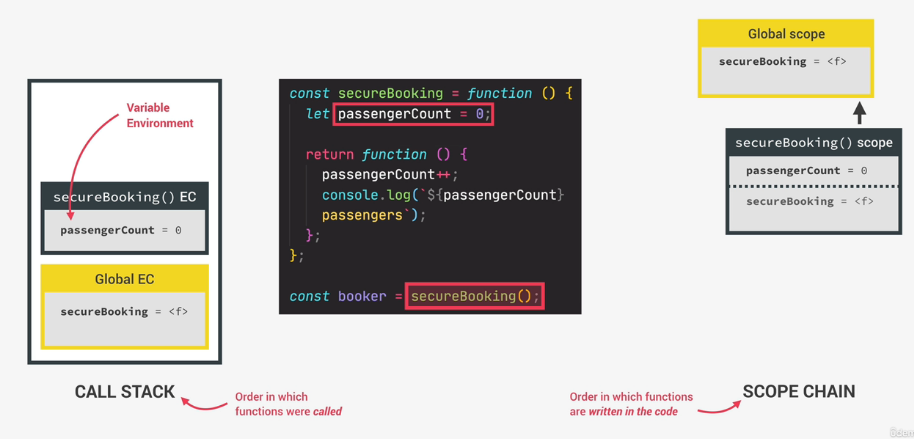 Variable
Environment
secureBooking() EC
passengerCount = 0
Global EC
secureBooking = <f>
CALL STACK
Order in which
functions were called
const secureBooking = function () {
let passengerCount = 0;
return function () {
passengerCount++;
console.log(`${passengerCount}
passengers`);
};
};
const booker = secureBooking();
Global scope
secureBooking = <f>
secureBooking() scope
passengerCount = 0
secureBooking = <f>
Order in which functions
are written in the code
SCOPE CHAIN